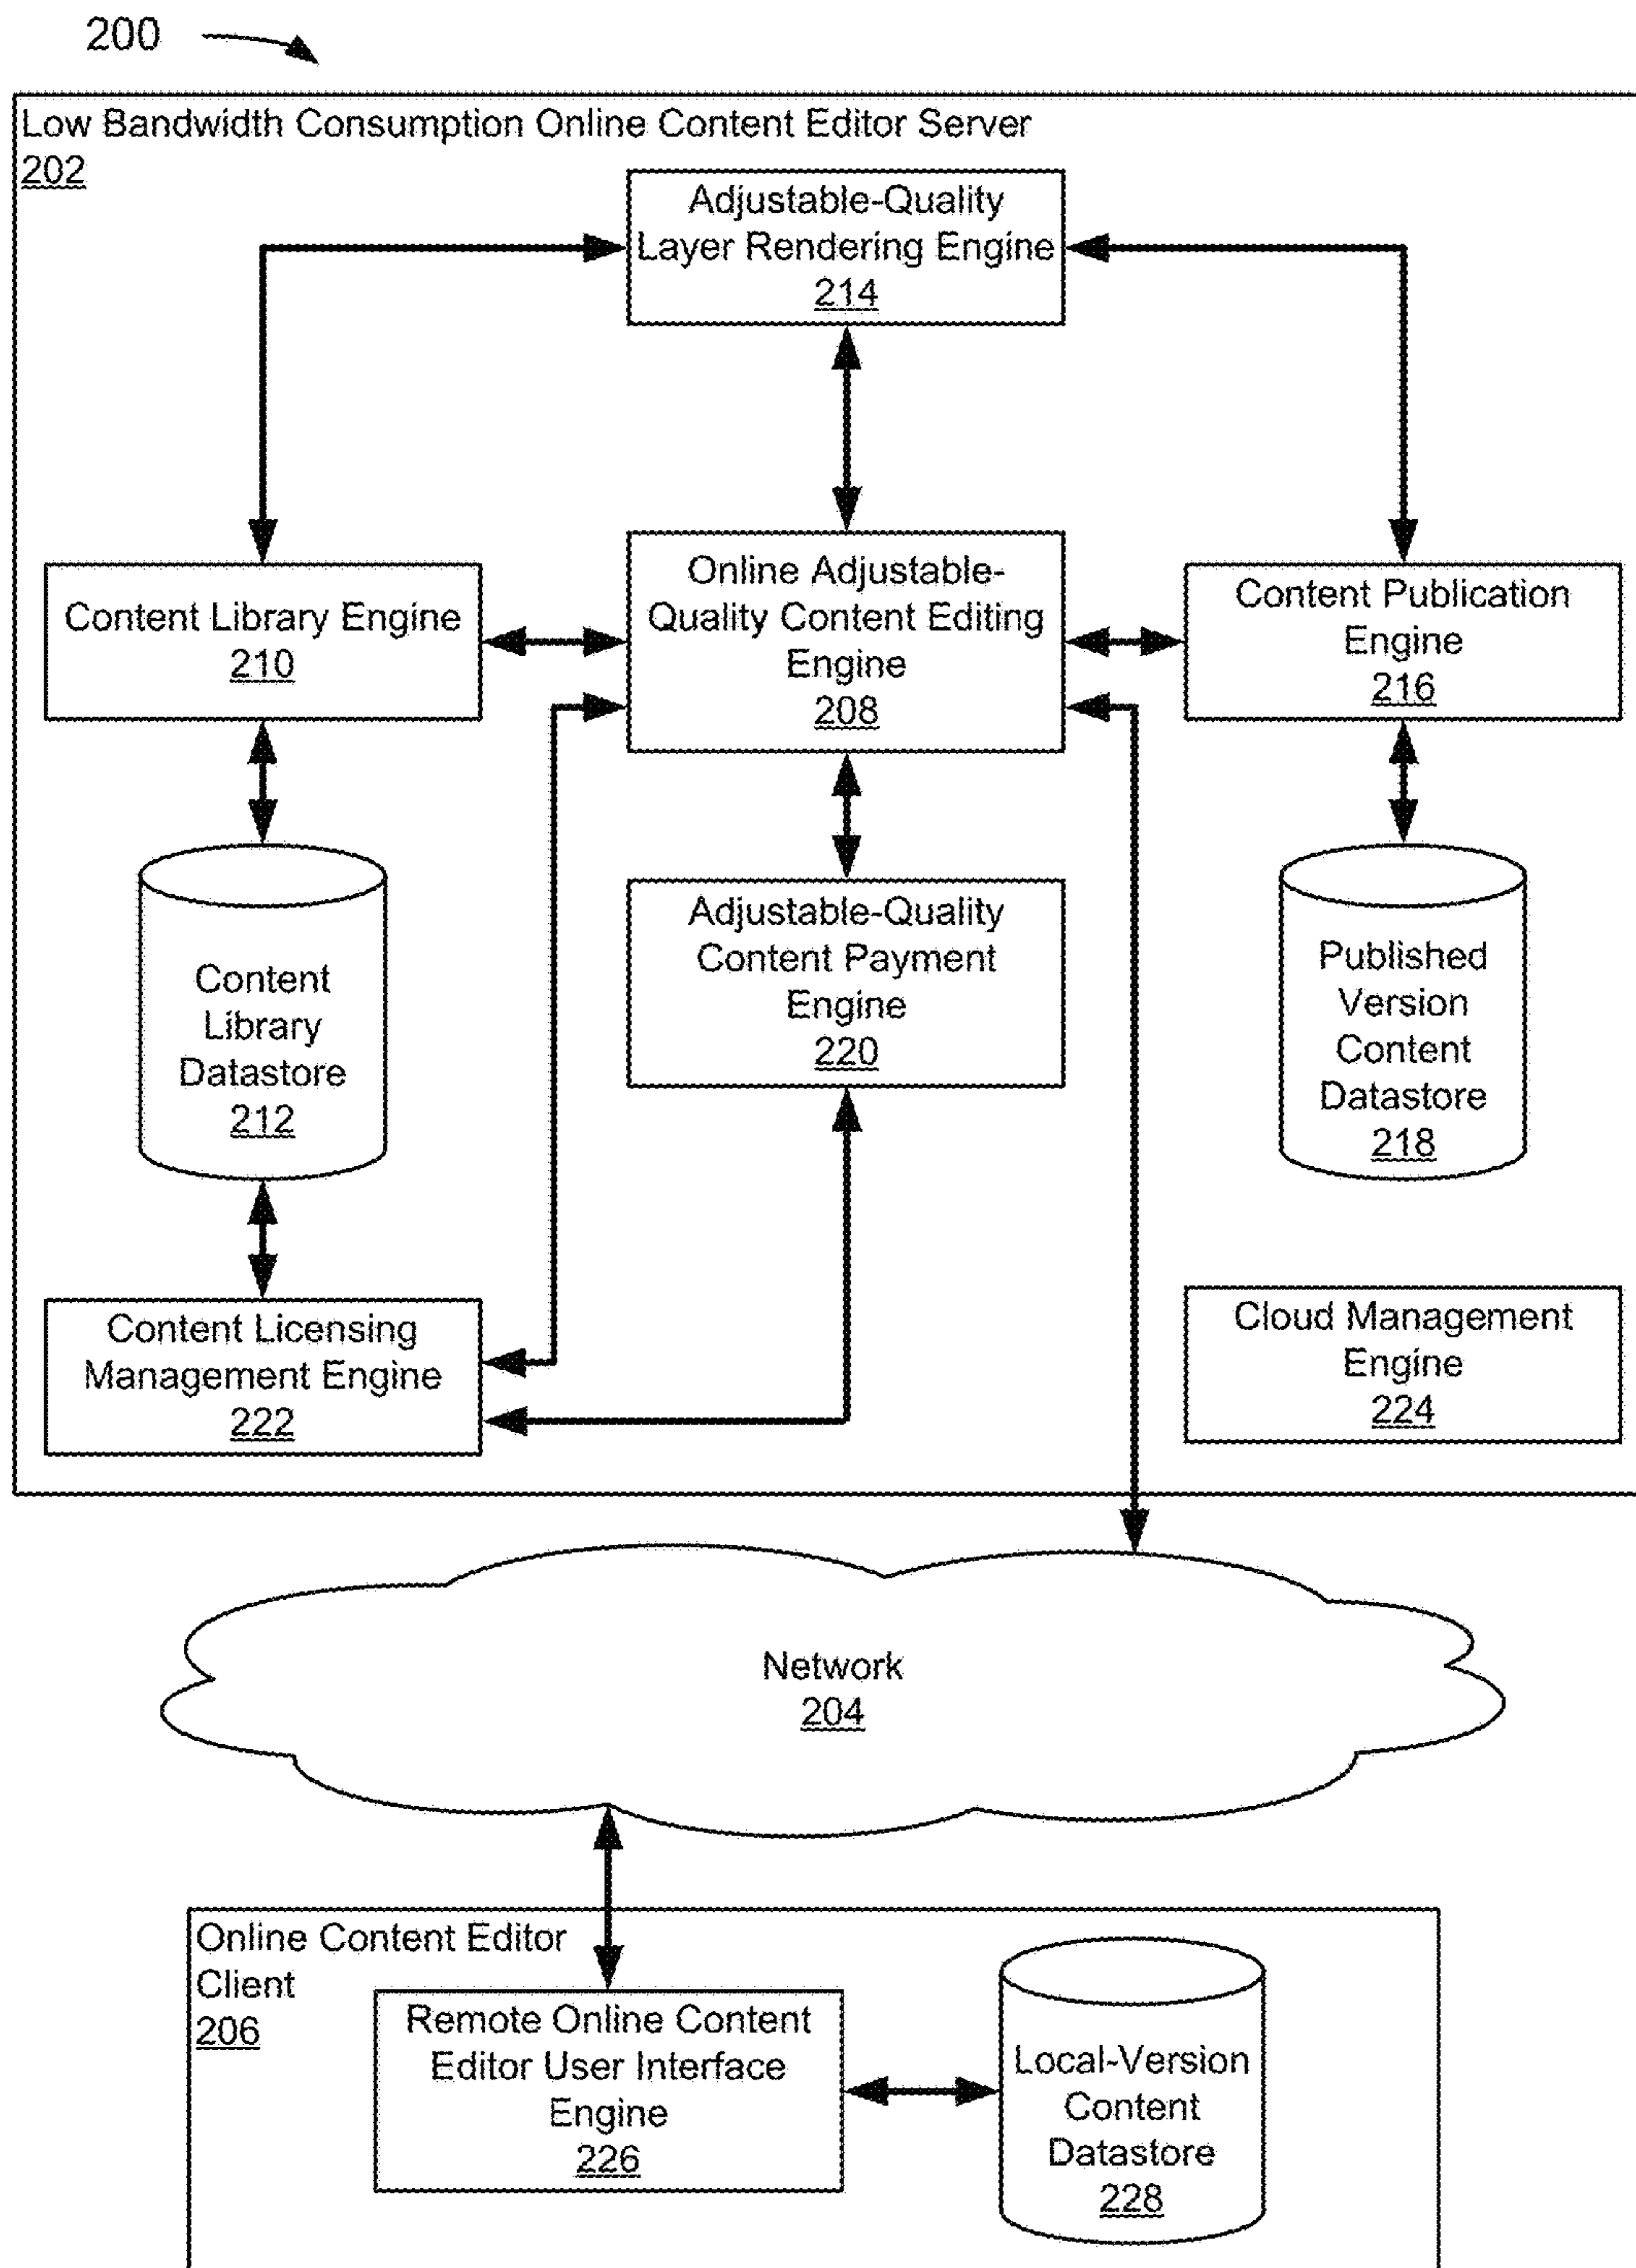 200
Low Bandwidth Consumption Online Content Editor Server
202
Adjustable-Quality
Layer Rendering Engine
214
Content Library Engine
210
Online Adjustable-
Quality Content Editing
Engine
208
Content Publication
Engine
216
Content
Library
Datastore
212
Adjustable-Quality
Content Payment
Engine
220
Published
Version
Content
Datastore
218
Content Licensing
Management Engine
222
Cloud Management
Engine
224
Network
204
Online Content Editor
Client
206
Remote Online Content
Editor User Interface
Engine
226
Local-Version
Content
Datastore
228